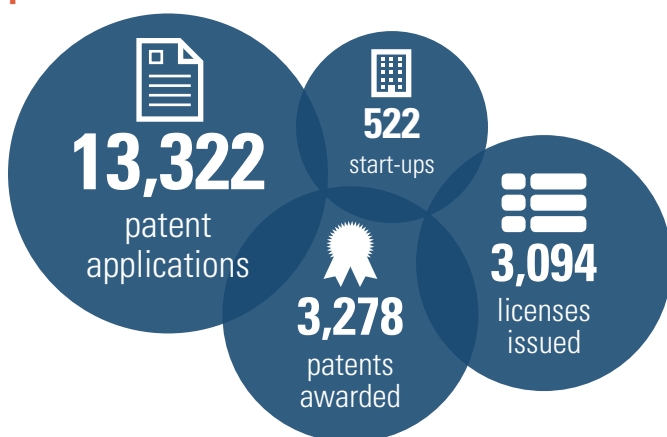 13,322
patent
applications
522
start-ups
3,278
patents
awarded
3,094
licenses
issued